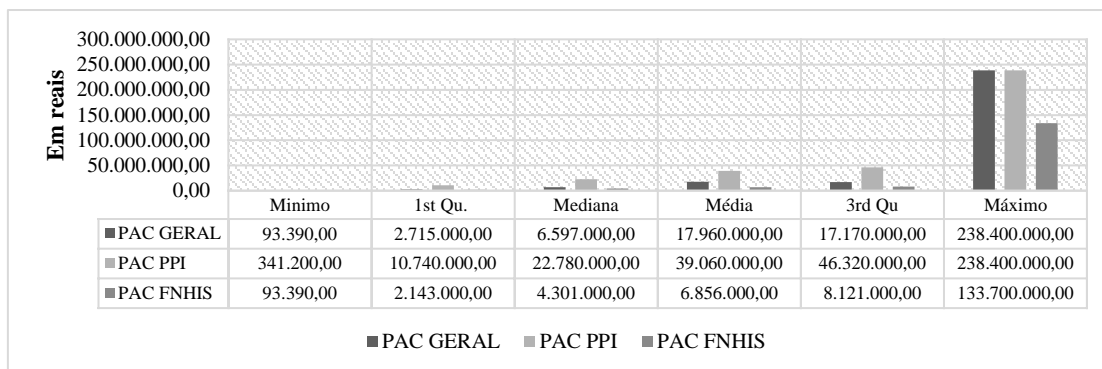 300.000.000,00
250.000.000,00
200.000.000,00
150.000.000,00
100.000.000,00
50.000.000,00
0,00
Em reais
Minimo 1st Qu. Mediana Média 3rd Qu Máximo
PAC GERAL 93.390,00 2.715.000,00 6.597.000,00 17.960.000,00 17.170.000,00 238.400.000,00
PAC PPI 341.200,00 10.740.000,00 22.780.000,00 39.060.000,00 46.320.000,00 238.400.000,00
PAC FNHIS 93.390,00 2.143.000,00 4.301.000,00 6.856.000,00 8.121.000,00 133.700.000,00
PAC GERAL PAC PPI PAC FNHIS